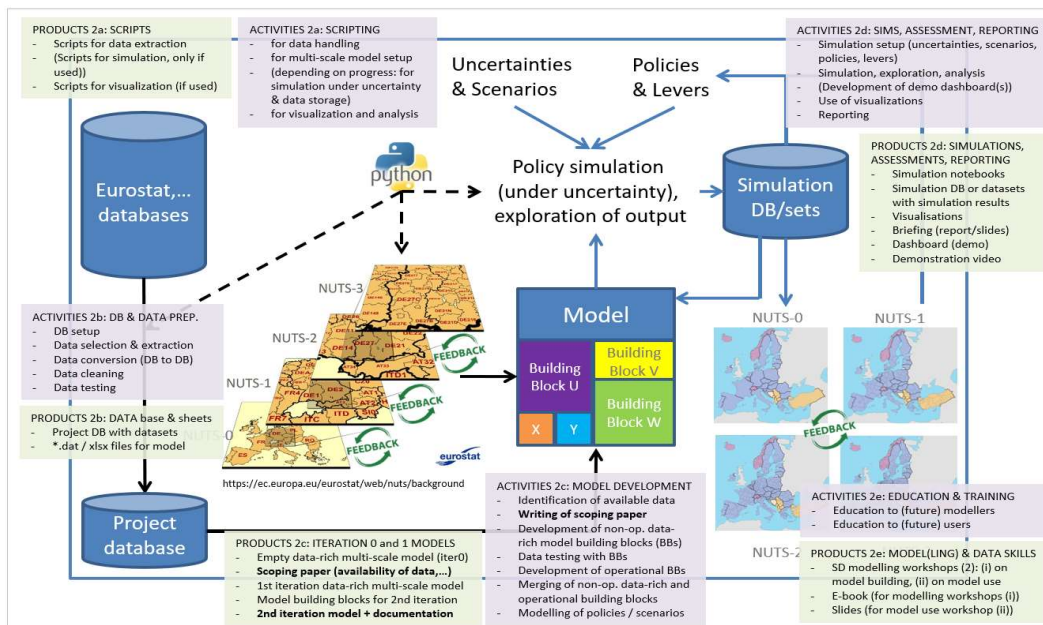 PRODUCTS 2a: SCRIPTS
- Scripts for data extraction
- (Scripts for simulation, only if
used))
- Scripts for visualization (if used)
ACTIVITIES 2a: SCRIPTING
- for data handling
- for multi-scale model setup
- (depending on progress: for
simulation under uncertainty
& data storage)
- for visualization and analysis
Uncertainties
& Scenarios
Policies
& Levers
ACTIVITIES 2d: SIMS, ASSESSMENT, REPORTING
- Simulation setup (uncertainties, scenarios,
policies, levers)
- Simulation, exploration, analysis
- (Development of demo dashboard(s))
- Use of visualizations
- Reporting
PRODUCTS 2d: SIMULATIONS,
ASSESSMENTS, REPORTING
- Simulation notebooks
- Simulation DB or datasets
with simulation results
- Visualisations
- Briefing (report/slides)
- Dashboard (demo)
- Demonstration video
Eurostat,...
databases
python
Policy simulation
(under uncertainty),
exploration of output
Simulation
DB/sets
ACTIVITIES 2b: DB & DATA PREP.
- DB setup
- Data selection & extraction
- Data conversion (DB to DB)
- Data cleaning
- Data testing
PRODUCTS 2b: DATA base & sheets
- Project DB with datasets
- *.dat / xlsx files for model
NUTS-3
NUTS-2
NUTS-1
NUTS-0
DE27C
DE14
DE27
DE21
AT32
ITD1
FR4
DE1
DE2
AT1
ITC
ITD
ES
FR
DE
FEEDBACK
FEEDBACK
FEEDBACK
eurostat
https://ec.europa.eu/eurostat/web/nuts/background
Model
Building
Block U
Building
Block V
Building
Block W
X
Y
NUTS-0
NUTS-1
FEEDBACK
NUTS-2
Project
database
PRODUCTS 2c: ITERATION 0 and 1 MODELS
- Empty data-rich multi-scale model (iter0)
- Scoping paper (availability of data,...)
- 1st iteration data-rich multi-scale model
- Model building blocks for 2nd iteration
- 2nd iteration model + documentation
ACTIVITIES 2c: MODEL DEVELOPMENT
- Identification of available data
- Writing of scoping paper
- Development of non-op. data-
rich model building blocks (BBs)
- Data testing with BBs
- Development of operational BBs
- Merging of non-op. data-rich and
operational building blocks
- Modelling of policies / scenarios
ACTIVITIES 2e: EDUCATION & TRAINING
- Education to (future) modellers
- Education to (future) users
PRODUCTS 2e: MODEL(LING) & DATA SKILLS
- SD modelling workshops (2): (i) on
model building, (ii) on model use
- E-book (for modelling workshops (i))
- Slides (for model use workshop (ii))